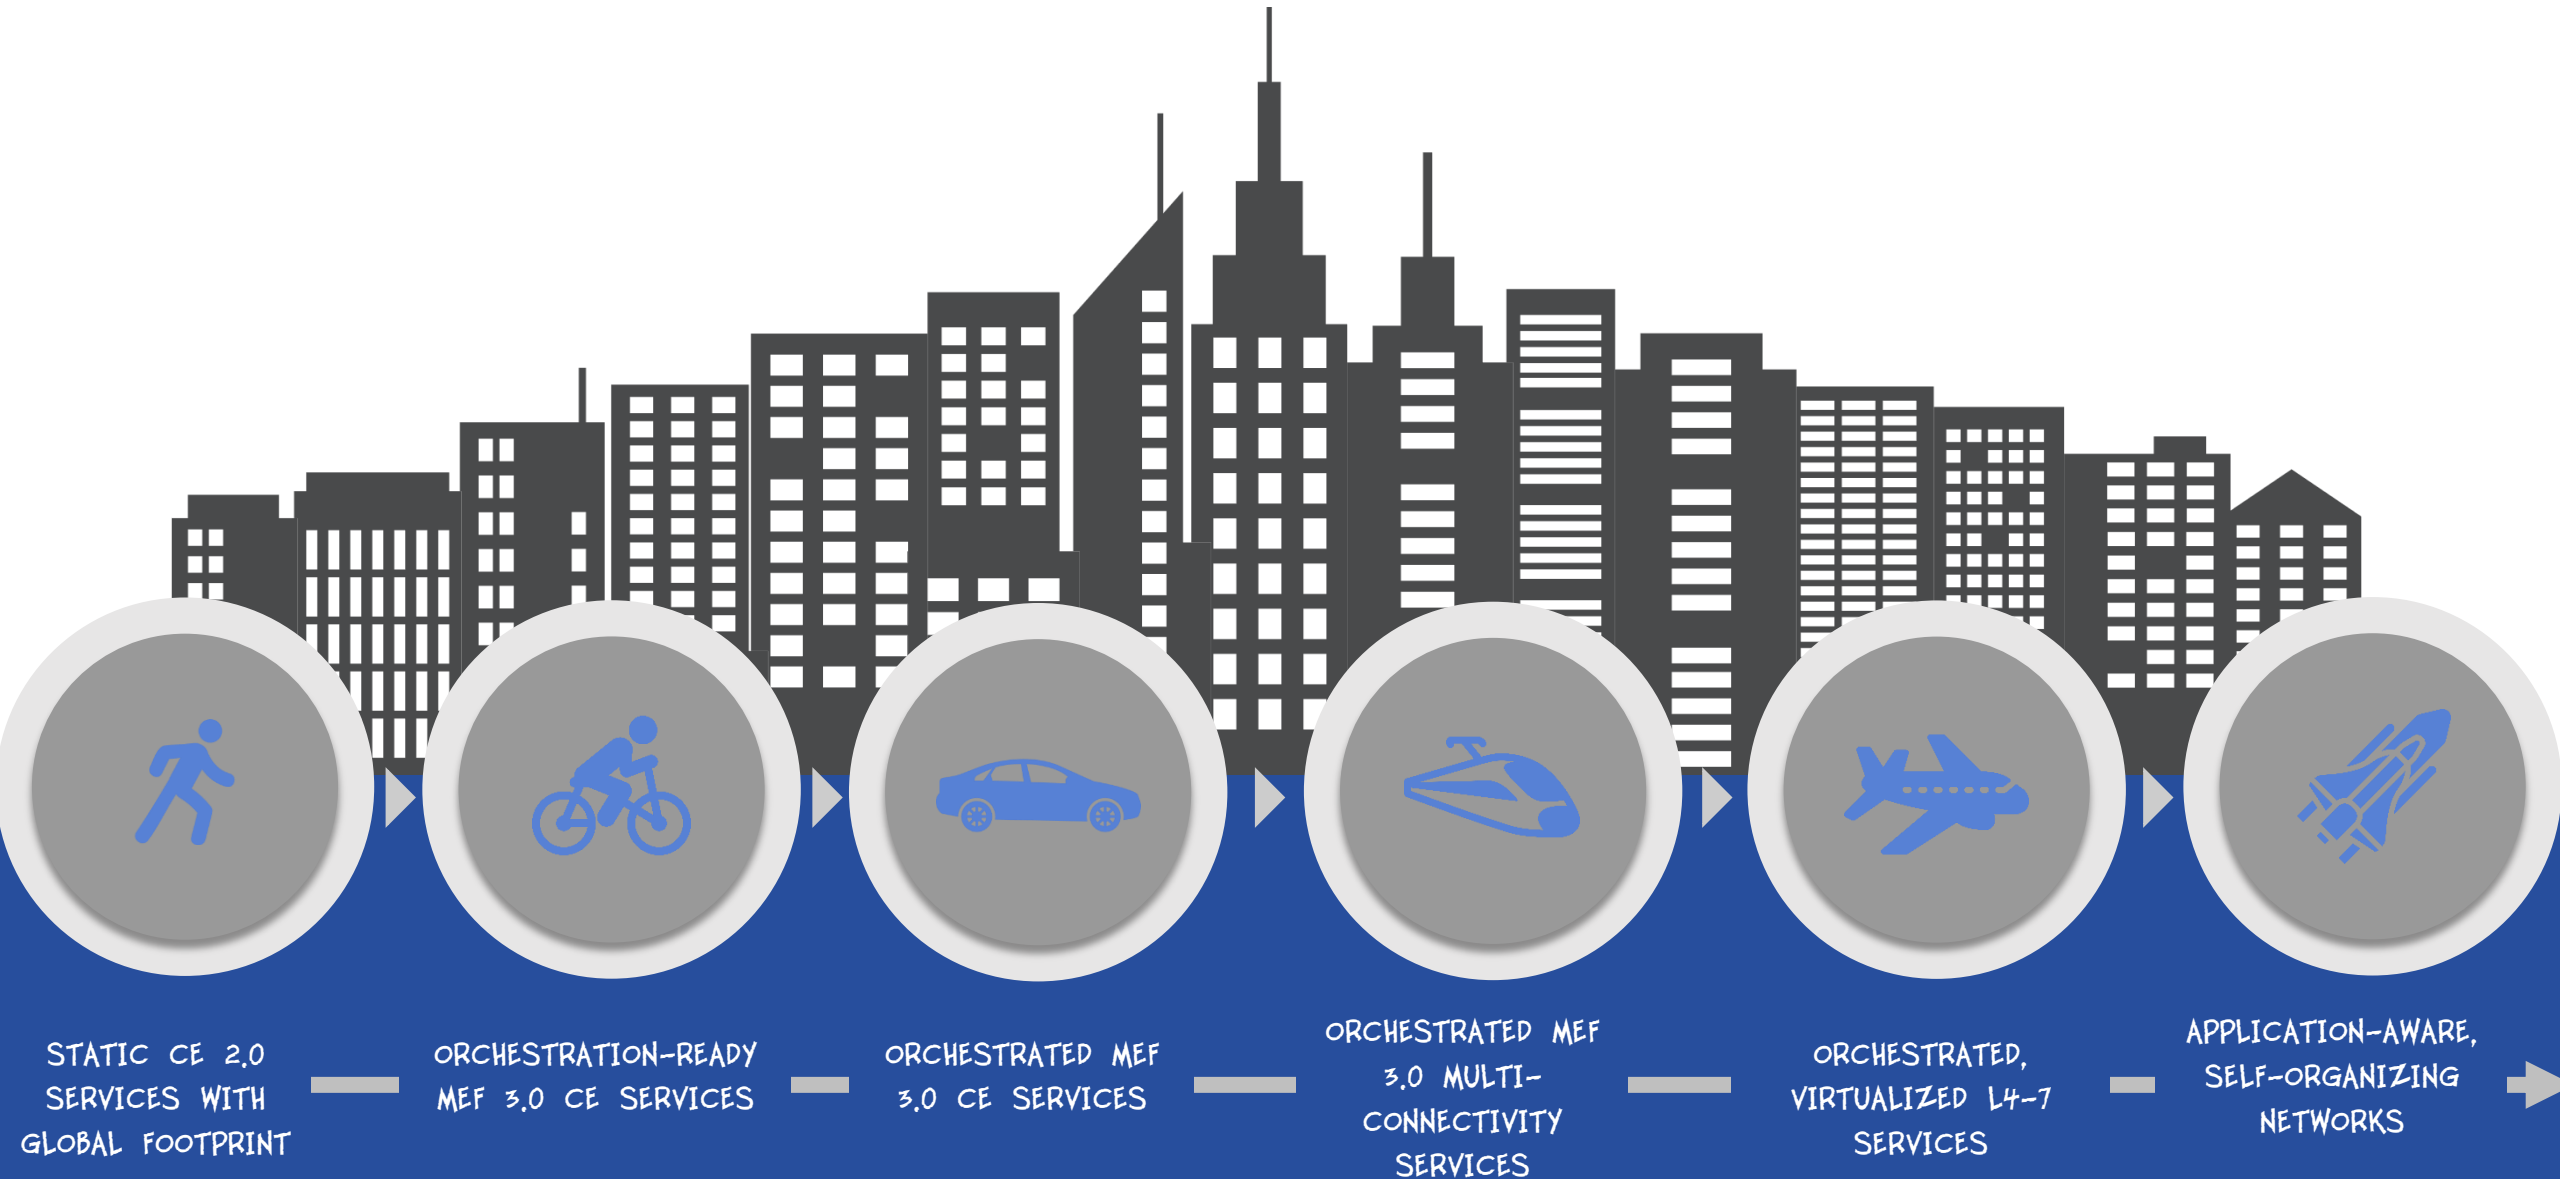 STATIC CE 2.0
SERVICES WITH
GLOBAL FOOTPRINT
ORCHESTRATION-READY
MEF 3.0 CE SERVICES
ORCHESTRATED MEF
3.0 CE SERVICES
ORCHESTRATED MEF
3.0 MULTI-
CONNECTIVITY
SERVICES
ORCHESTRATED,
VIRTUALIZED L4-7
SERVICES
APPLICATION-AWARE,
SELF-ORGANIZING
NETWORKS